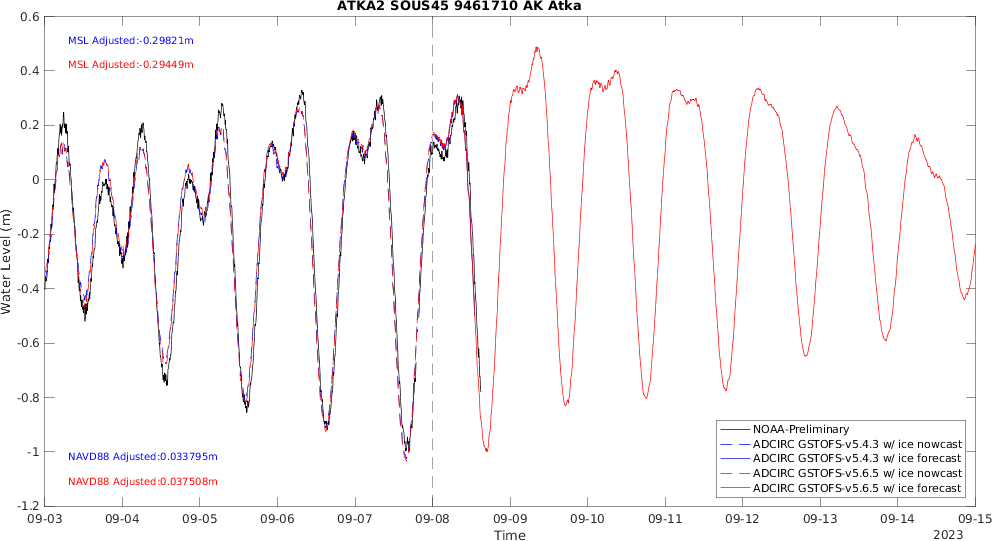 ATKA2 SOUS45 9461710 AK Atka
0.6
0.4
0.2
0
-0.2
-0.4
-0.6
-0.8
-1
-1.2
Water Level (m)
MSL Adjusted:-0.29821m
MSL Adjusted:-0.29449m
NAVD88 Adjusted:0.033795m
NAVD88 Adjusted:0.037508m
NOAA-Preliminary
ADCIRC GSTOFS-v5.4.3 w/ ice nowcast
ADCIRC GSTOFS-v5.4.3 w/ ice forecast
ADCIRC GSTOFS-v5.6.5 w/ ice nowcast
ADCIRC GSTOFS-v5.6.5 w/ ice forecast
09-03 09-04 09-05 09-06 09-07 09-08 09-09 09-10 09-11 09-12 09-13 09-14 09-15
Time
2023